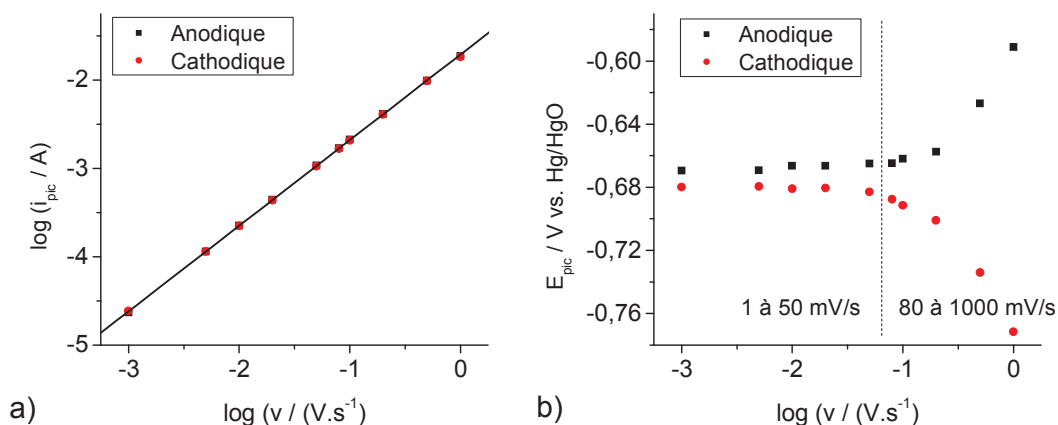 Anodique
Cathodique
-2
-3
-4
-5
-3
-2
-1
0
log (i_pic / A)
log (v / (V.s⁻¹)
a)
Anodique
Cathodique
-0,60
-0,64
-0,68
-0,72
-0,76
E_pic / V vs. Hg/HgO
1 à 50 mV/s
80 à 1000 mV/s
-3
-2
-1
0
log (v / (V.s⁻¹)
b)